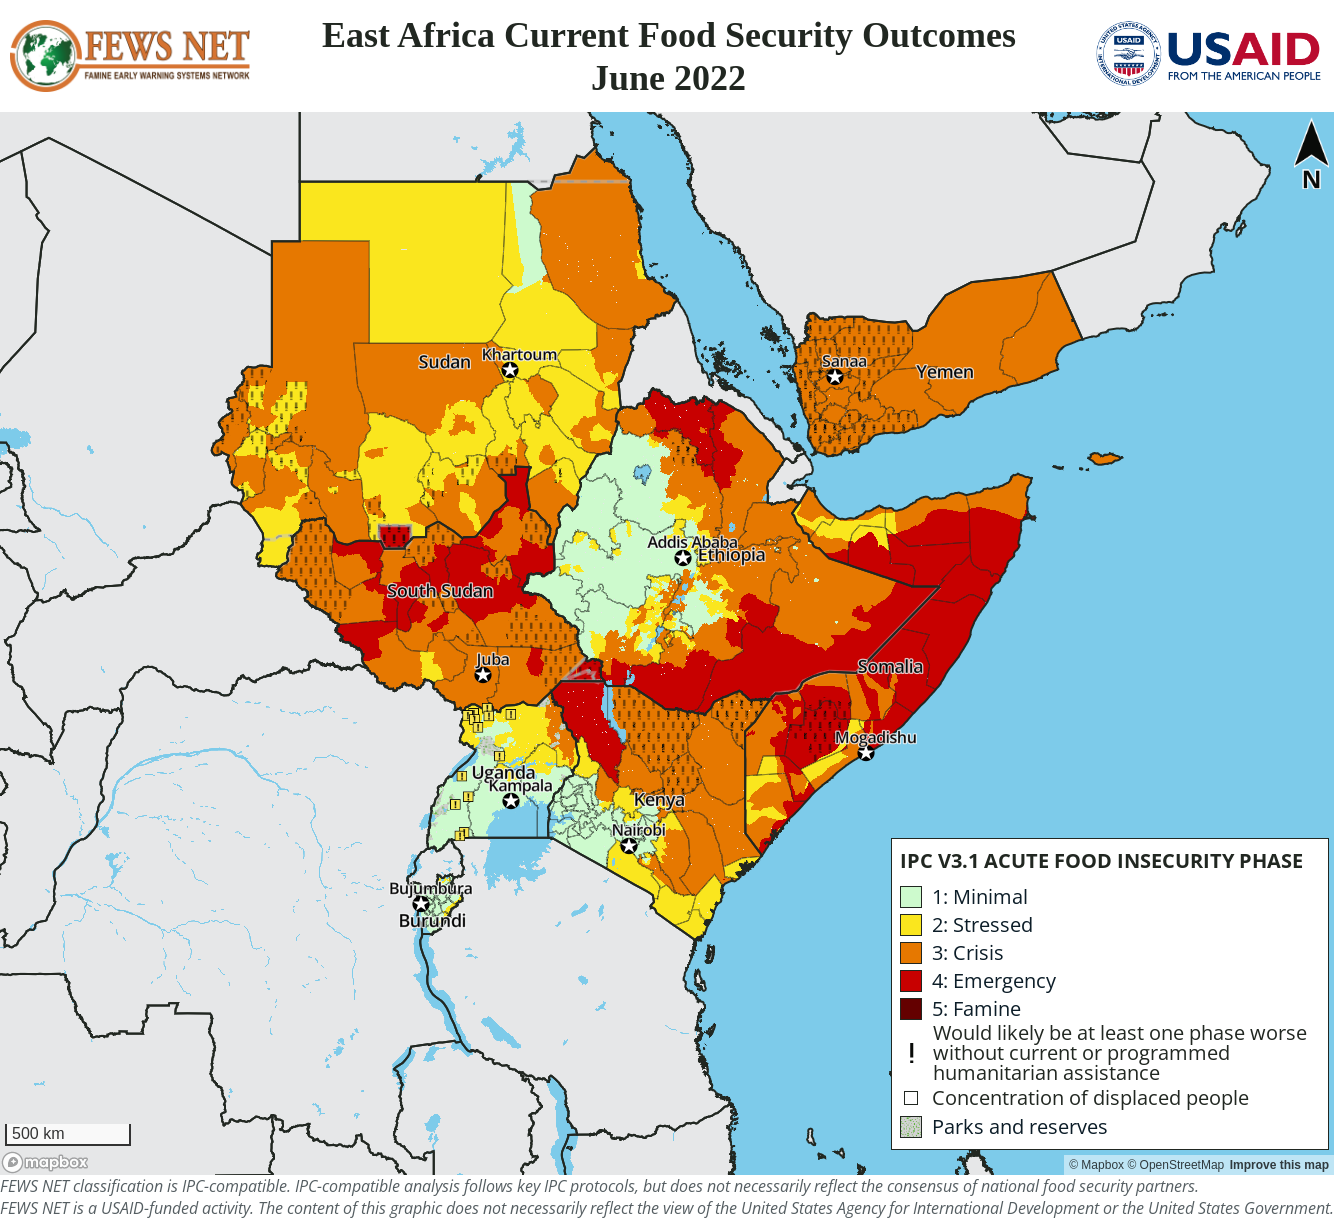 FEWS NET
FAMINE EARLY WARNING SYSTEMS NETWORK
East Africa Current Food Security Outcomes
June 2022
UNITED STATES AGENCY
USAID
INTERNATIONAL DEVELOPMENT
USAID
FROM THE AMERICAN PEOPLE
N
Sudan
Khartoum
Sanaa
Yemen
Addis Ababa
Ethiopia
South Sudan
Juba
Somalia
Mogadishu
Uganda
Kampala
Kenya
Nairobi
Bujumbura
Burundi
IPC V3.1 ACUTE FOOD INSECURITY PHASE
1: Minimal
2: Stressed
3: Crisis
4: Emergency
5: Famine
! Would likely be at least one phase worse
without current or programmed
humanitarian assistance
Concentration of displaced people
Parks and reserves
500 km
mapbox
© Mapbox © OpenStreetMap Improve this map
FEWS NET classification is IPC-compatible. IPC-compatible analysis follows key IPC protocols, but does not necessarily reflect the consensus of national food security partners.
FEWS NET is a USAID-funded activity. The content of this graphic does not necessarily reflect the view of the United States Agency for International Development or the United States Government.